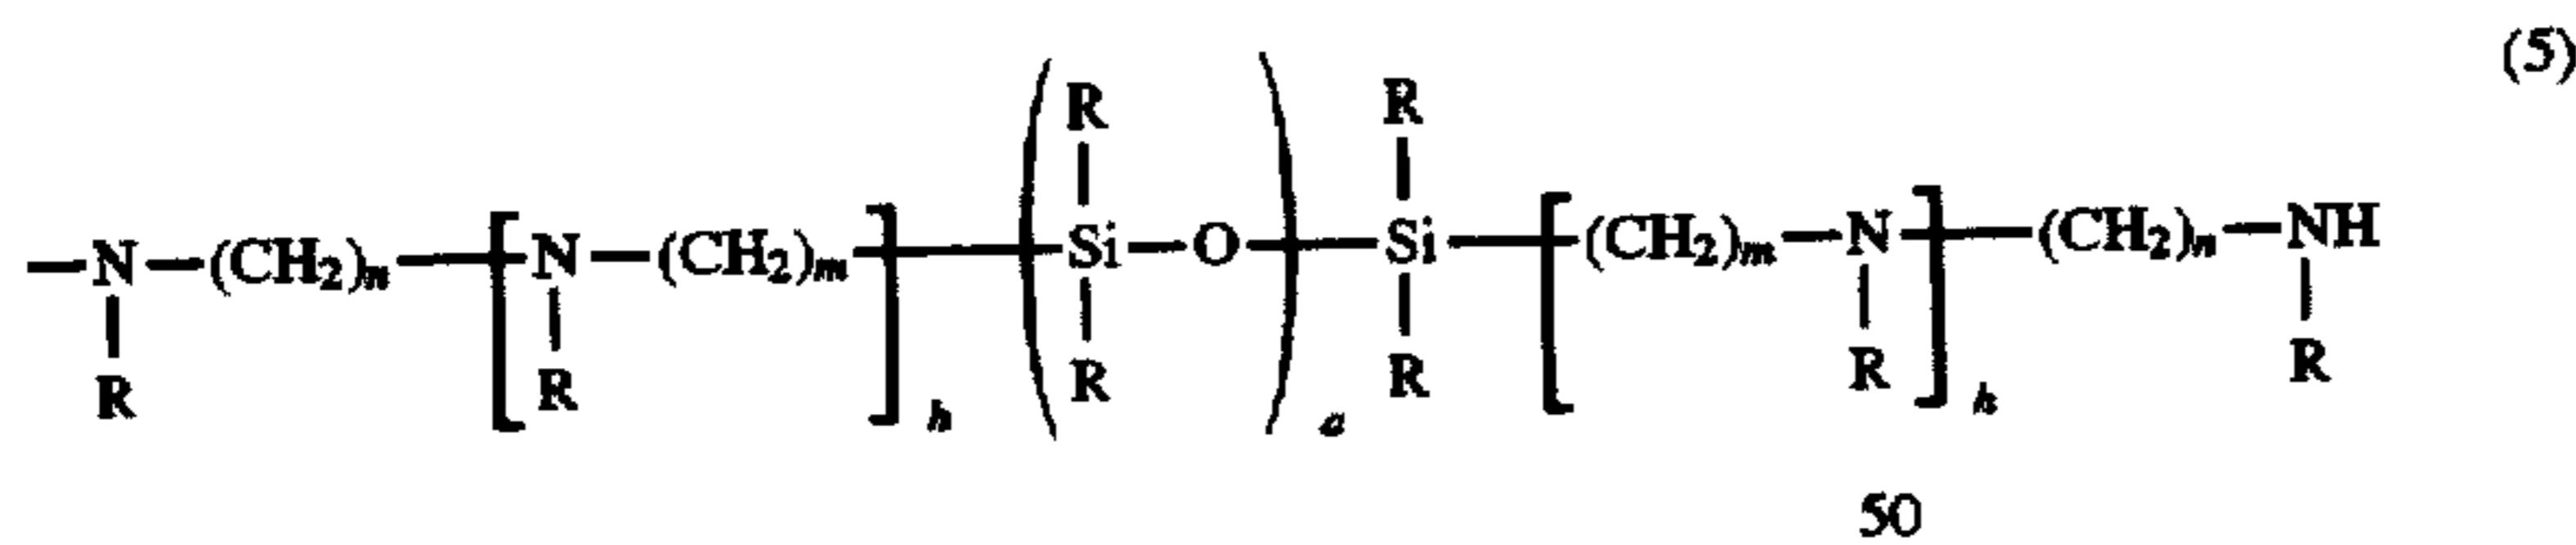 (5)
R R
—N—(CH2)n—[N—(CH2)m]h—(Si—O)a—Si—[(CH2)m—N]h—(CH2)n—NH
R R R R R R
50